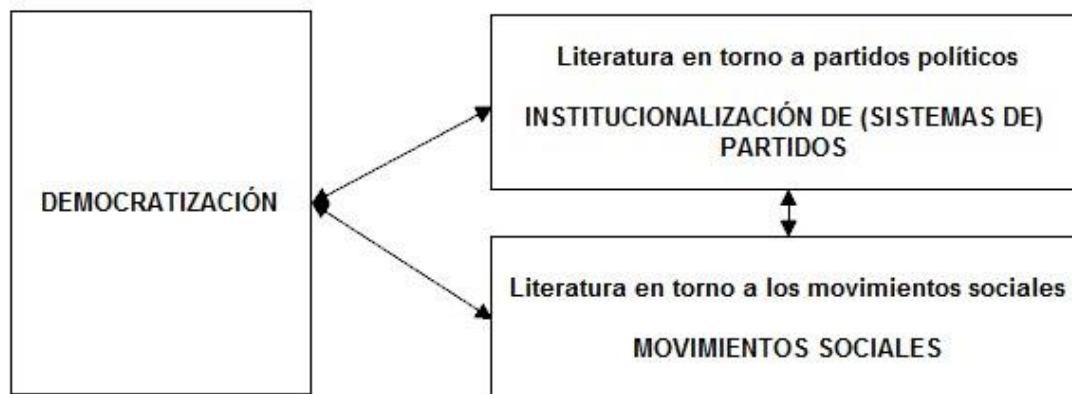 DEMOCRATIZACIÓN
Literatura en torno a partidos políticos
INSTITUCIONALIZACIÓN DE (SISTEMAS DE)
PARTIDOS
Literatura en torno a los movimientos sociales
MOVIMIENTOS SOCIALES